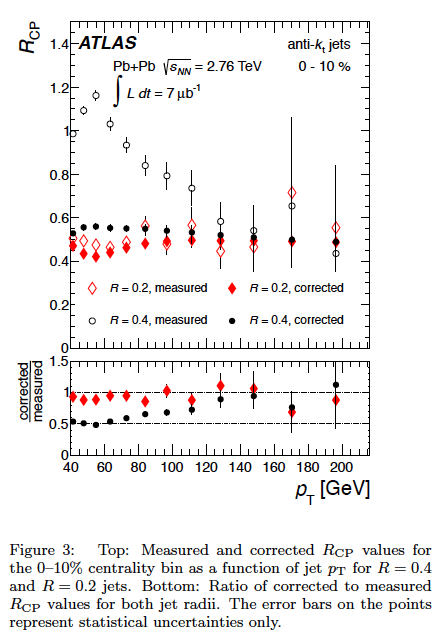 R_CP
1.4
1.2
1
0.8
0.6
0.4
0.2
0
ATLAS
anti-k_t jets
Pb+Pb √s_NN = 2.76 TeV
0 - 10 %
∫ L dt = 7 μb⁻¹
R = 0.2, measured
R = 0.2, corrected
R = 0.4, measured
R = 0.4, corrected
corrected
measured
1.5
1
0.5
0
40 60 80 100 120 140 160 180 200
p_T [GeV]
Figure 3: Top: Measured and corrected R_CP values for
the 0–10% centrality bin as a function of jet p_T for R = 0.4
and R = 0.2 jets. Bottom: Ratio of corrected to measured
R_CP values for both jet radii. The error bars on the points
represent statistical uncertainties only.